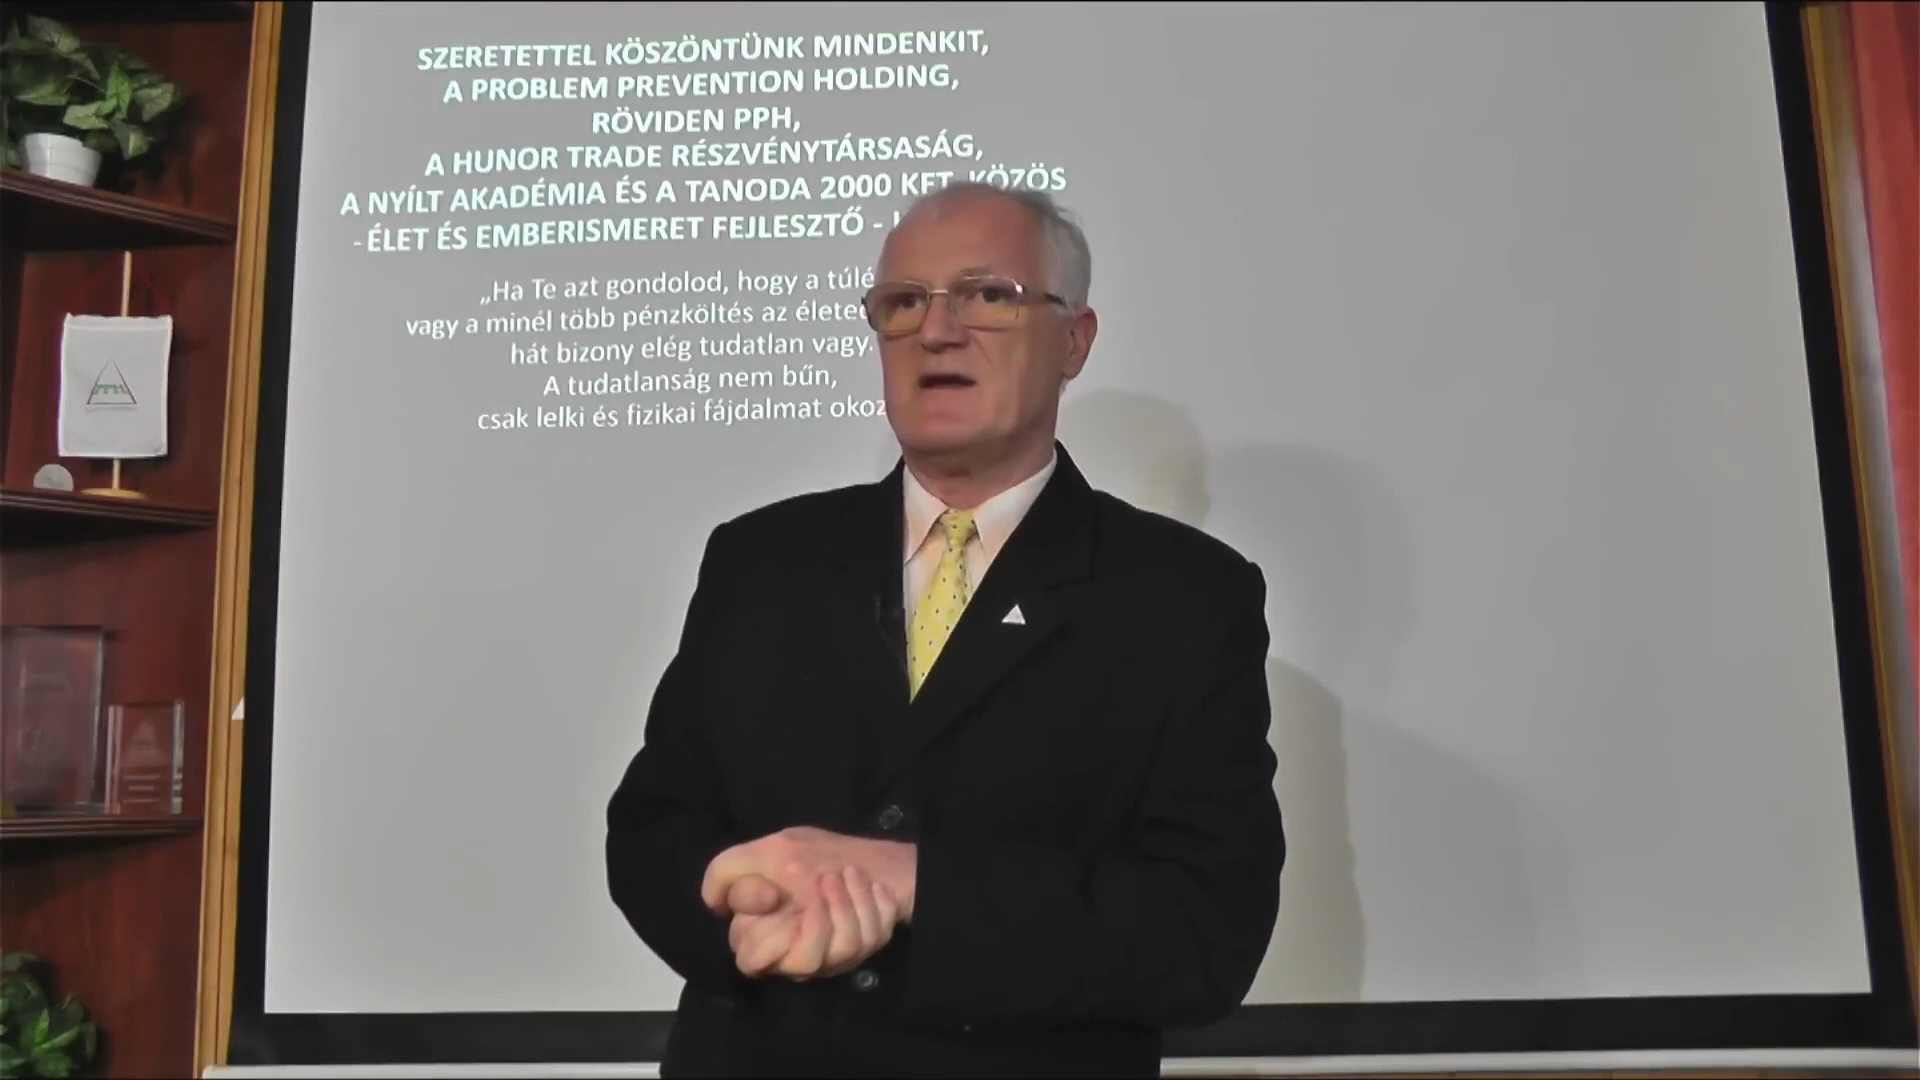 SZERETETTEL KÖSZÖNTÜNK MINDENKIT,
A PROBLEM PREVENTION HOLDING,
RÖVIDEN PPH,
A HUNOR TRADE RÉSZVÉNYTÁRSASÁG,
A NYÍLT AKADÉMIA ÉS A TANODA 2000 KFT. KÖZÖS
- ÉLET ÉS EMBERISMERET FEJLESZTŐ -
„Ha Te azt gondolod, hogy a
vagy a minél több pénzköltés az
hát bizony elég tudatlan vagy.
A tudatlanság nem bűn,
csak lelki és fizikai fájdalmat okoz